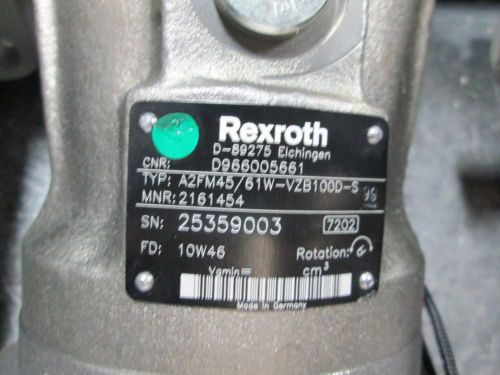 Rexroth
D-89275 Elchingen
CNR: D966005661
TYP: A2FM45/61W-VZB100D-S
MNR: 2161454
SN: 25359003 7202
FD: 10W46 Rotation:
Vgmin= cm³
Made in Germany